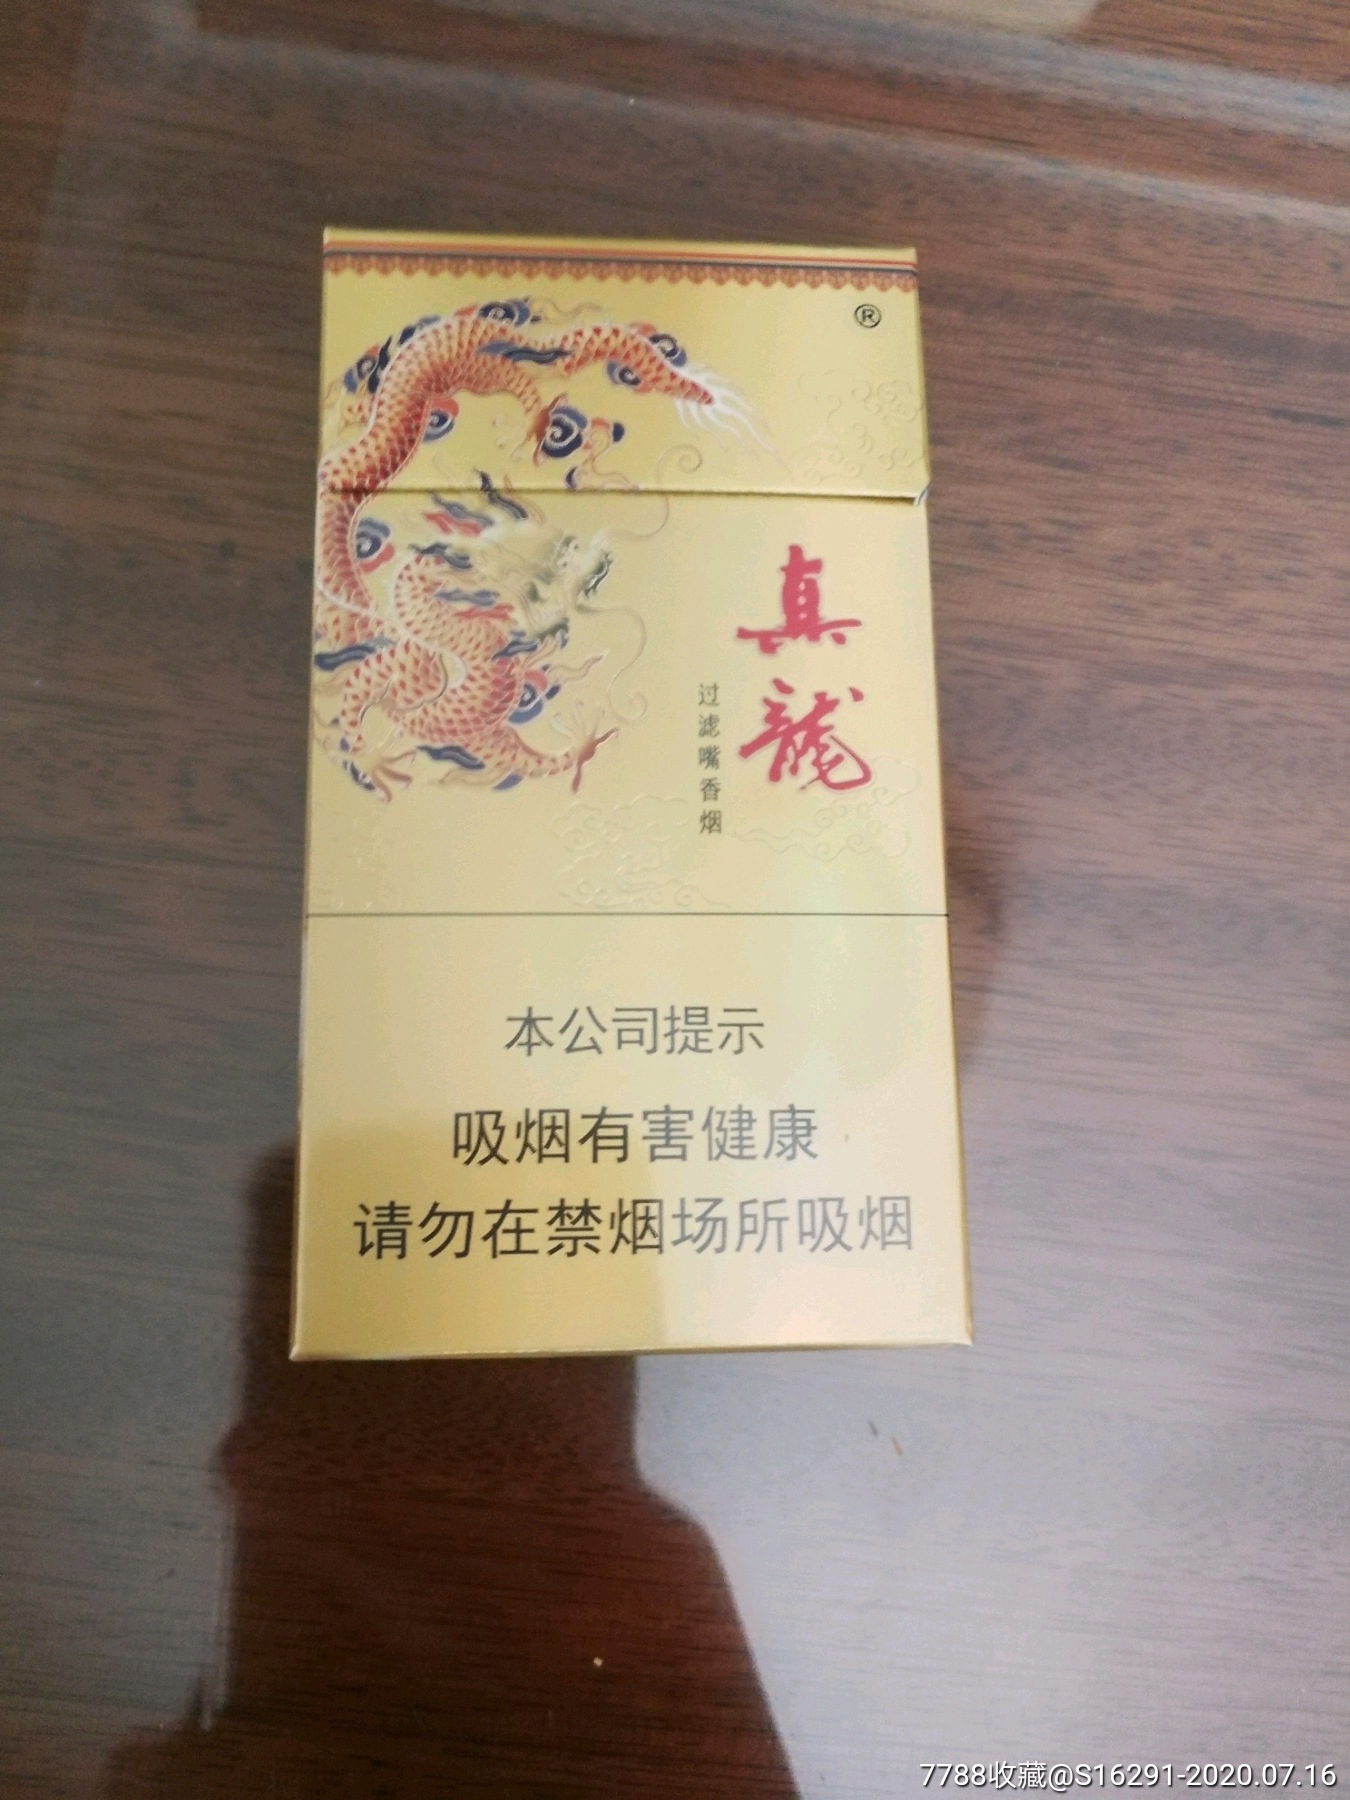 ®
真龍
过滤嘴香烟
本公司提示
吸烟有害健康
请勿在禁烟场所吸烟
7788收藏@S16291-2020.07.16